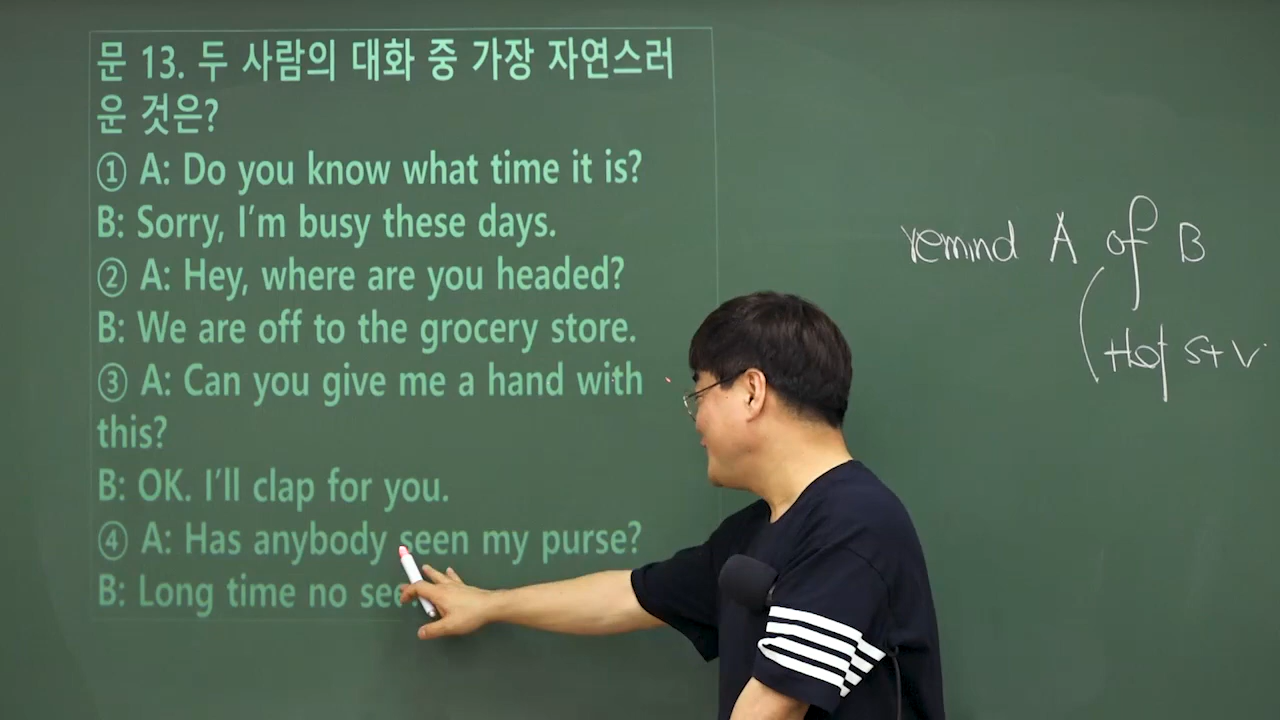 문 13. 두 사람의 대화 중 가장 자연스러
운 것은?
① A: Do you know what time it is?
B: Sorry, I'm busy these days.
② A: Hey, where are you headed?
B: We are off to the grocery store.
③ A: Can you give me a hand with
this?
B: OK. I'll clap for you.
④ A: Has anybody seen my purse?
B: Long time no see.
remind A of B
that S+V